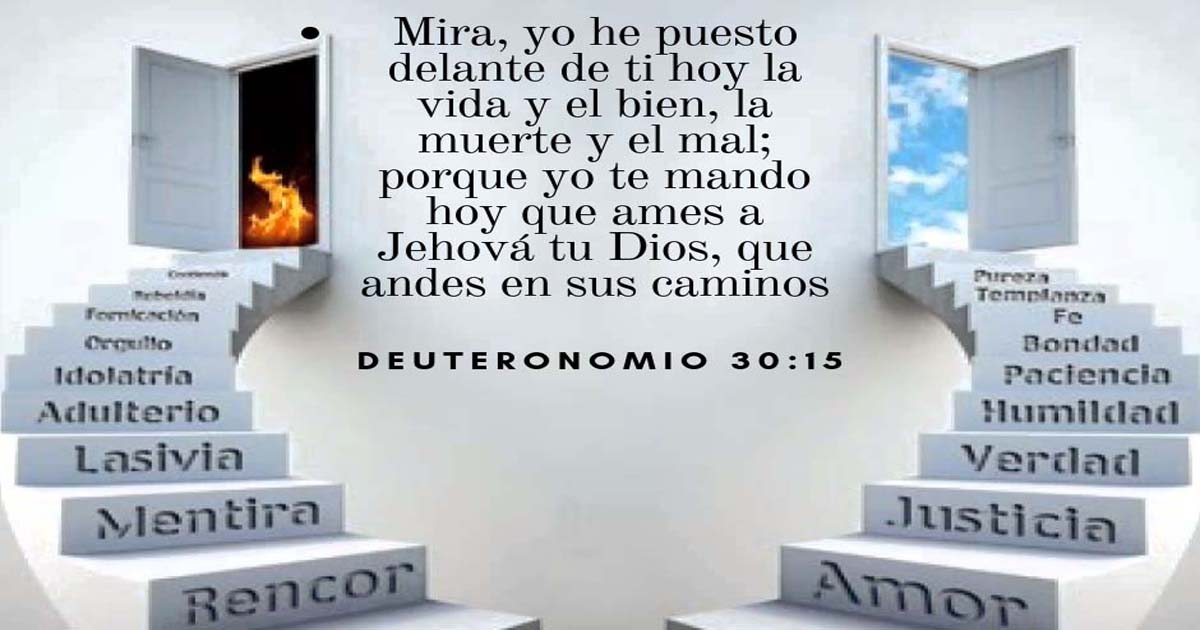 • Mira, yo he puesto
delante de ti hoy la
vida y el bien, la
muerte y el mal;
porque yo te mando
hoy que ames a
Jehová tu Dios, que
andes en sus caminos
DEUTERONOMIO 30:15
Rebeldía
Fornicación
Orgullo
Idolatría
Adulterio
Lasivia
Mentira
Rencor
Pureza
Templanza
Fe
Bondad
Paciencia
Humildad
Verdad
Justicia
Amor